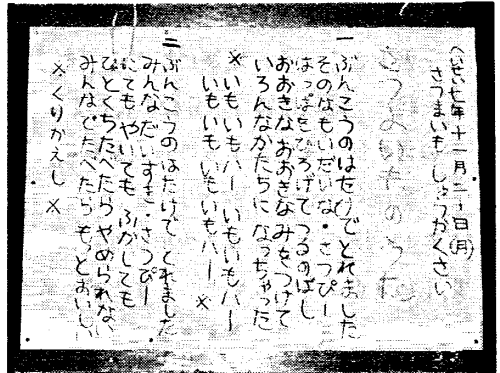 へいせい七年十一月二十日(月)
さつまいも・しゅうかくさい
さつまいものうた
一 ぶんこうのはたけでとれました
そのなもいだいな・さつぴー
はっぱをひろげてつるのばし
おおきなおおきなみをつけて
いろんなかたちになっちゃった
※いもいもパー いもいもパー
いもいもいもいもパー ※
二 ぶんこうのはたけでとれました
みんなだいすき・さつぴー
にても やいても ふかしても
ひとくちたべたらやめられない
みんなでたべたらもっとおいしい
※くりかえし※